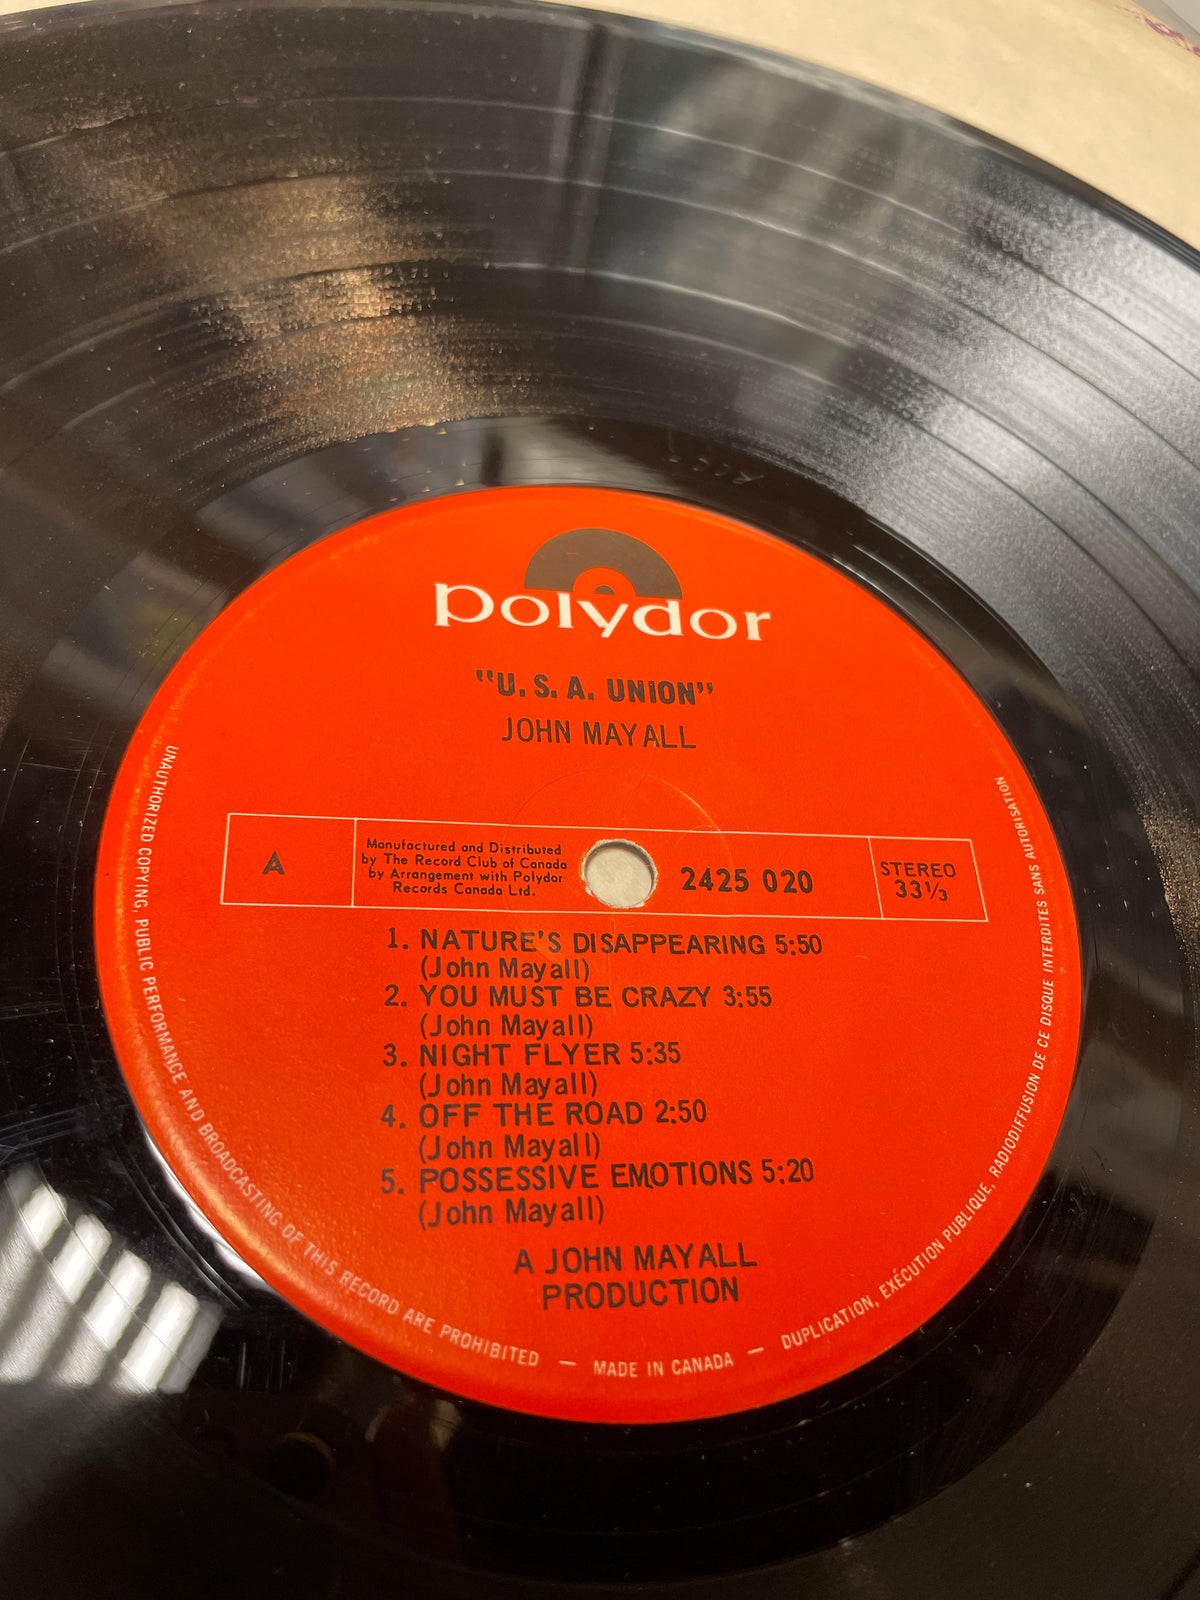 polydor
"U. S. A. UNION"
JOHN MAYALL
A
Manufactured and Distributed
by The Record Club of Canada
by Arrangement with Polydor
Records Canada Ltd.
2425 020
STEREO
33⅓
1. NATURE'S DISAPPEARING 5:50
(John Mayall)
2. YOU MUST BE CRAZY 3:55
(John Mayall)
3. NIGHT FLYER 5:35
(John Mayall)
4. OFF THE ROAD 2:50
(John Mayall)
5. POSSESSIVE EMOTIONS 5:20
(John Mayall)
A JOHN MAYALL
PRODUCTION
UNAUTHORIZED COPYING, PUBLIC PERFORMANCE AND BROADCASTING OF THIS RECORD ARE PROHIBITED — MADE IN CANADA — DUPLICATION, EXÉCUTION PUBLIQUE, RADIODIFFUSION DE CE DISQUE INTERDITES SANS AUTORISATION